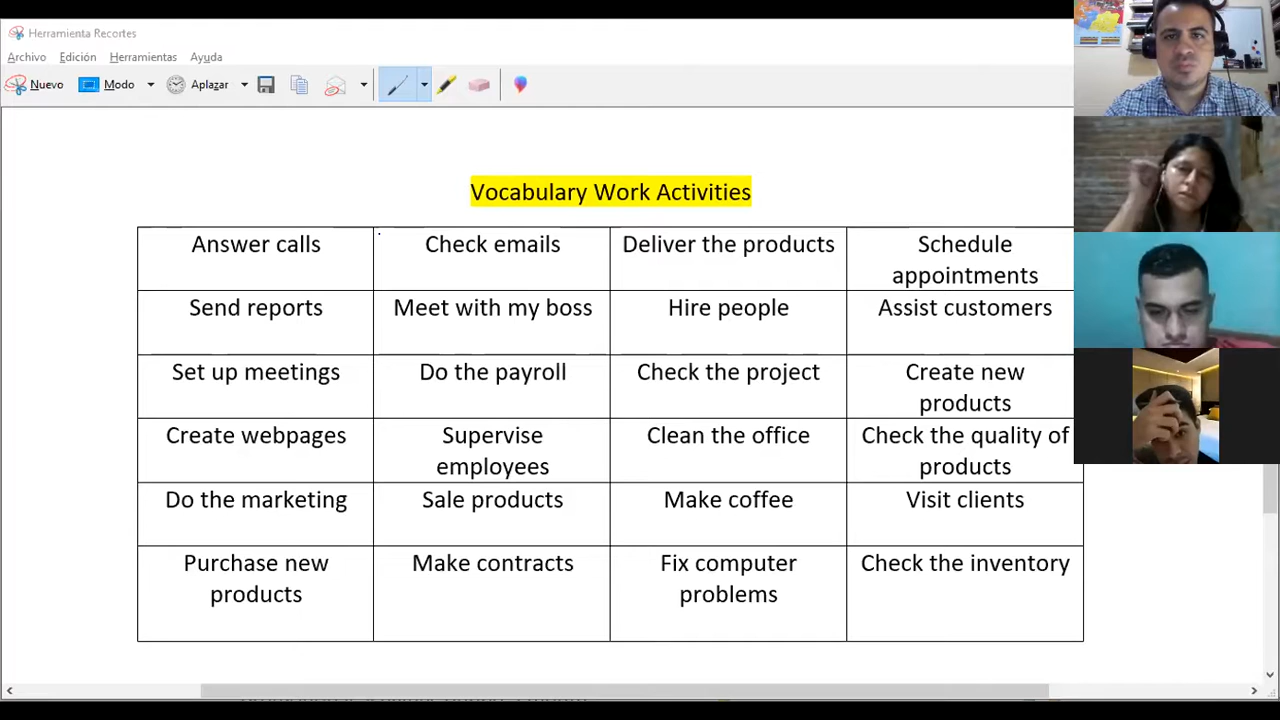 Herramienta Recortes
Archivo Edición Herramientas Ayuda
Nuevo Modo Aplazar
Vocabulary Work Activities
Answer calls Check emails Deliver the products Schedule
appointments
Send reports Meet with my boss Hire people Assist customers
Set up meetings Do the payroll Check the project Create new
products
Create webpages Supervise Clean the office Check the quality of
employees products
Do the marketing Sale products Make coffee Visit clients
Purchase new Make contracts Fix computer Check the inventory
products problems